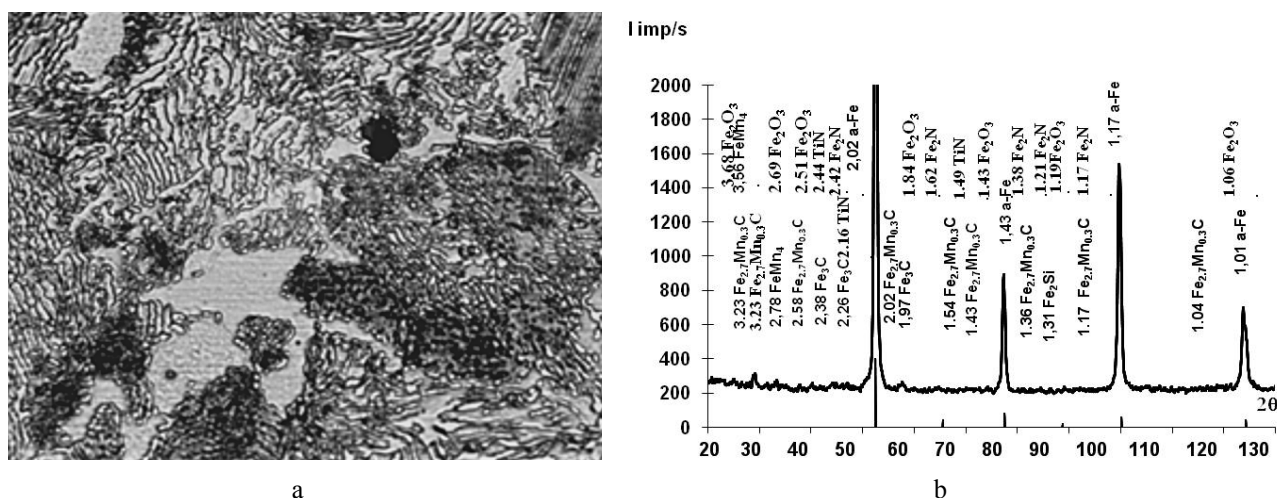 I imp/s
2000
1800
1600
1400
1200
1000
800
600
400
200
0
3.68 Fe₂O₃
3,56 FeMn₄
2.69 Fe₂O₃
2.51 Fe₂O₃
2.44 TiN
2.42 Fe₂N
2,02 a-Fe
1.84 Fe₂O₃
1.62 Fe₂N
1.49 TiN
1.43 Fe₂O₃
1.38 Fe₂N
1.21 Fe₂N
1.19Fe₂O₃
1.17 Fe₂N
1,17 a-Fe
1.06 Fe₂O₃
3.23 Fe₂.₇Mn₀.₃C
3.23 Fe₂.₇Mn₀.₃C
2,78 FeMn₄
2.58 Fe₂.₇Mn₀.₃C
2,38 Fe₃C
2,26 Fe₃C2.16 TiN
2.02 Fe₂.₇Mn₀.₃C
1,97 Fe₃C
1.54 Fe₂.₇Mn₀.₃C
1.43 Fe₂.₇Mn₀.₃C
1,43 a-Fe
1.36 Fe₂.₇Mn₀.₃C
1,31 Fe₂Si
1.17 Fe₂.₇Mn₀.₃C
1.04 Fe₂.₇Mn₀.₃C
1,01 a-Fe
2θ
20 30 40 50 60 70 80 90 100 110 120 130
a
b